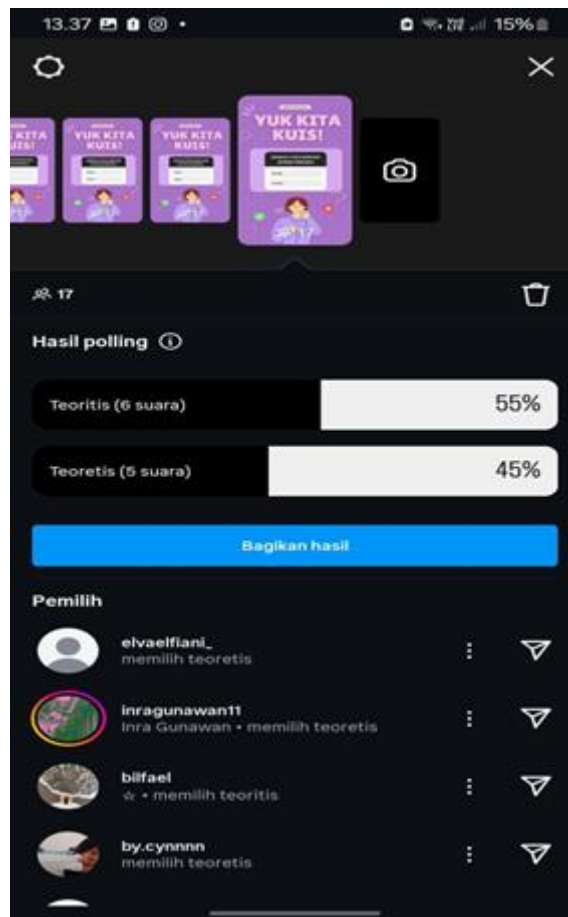 13.37
15%
KITA
YUK KITA
KUIS!
YUK KITA
KUIS!
YUK KITA
KUIS!
17
17
Hasil polling
Teoritis (6 suara) 55%
Teoretis (5 suara) 45%
Bagikan hasil
Pemilih
elvaelfiani_
memilih teoretis
inragunawan11
Inra Gunawan • memilih teoretis
bilfael
☆ • memilih teoritis
by.cynnnn
memilih teoretis